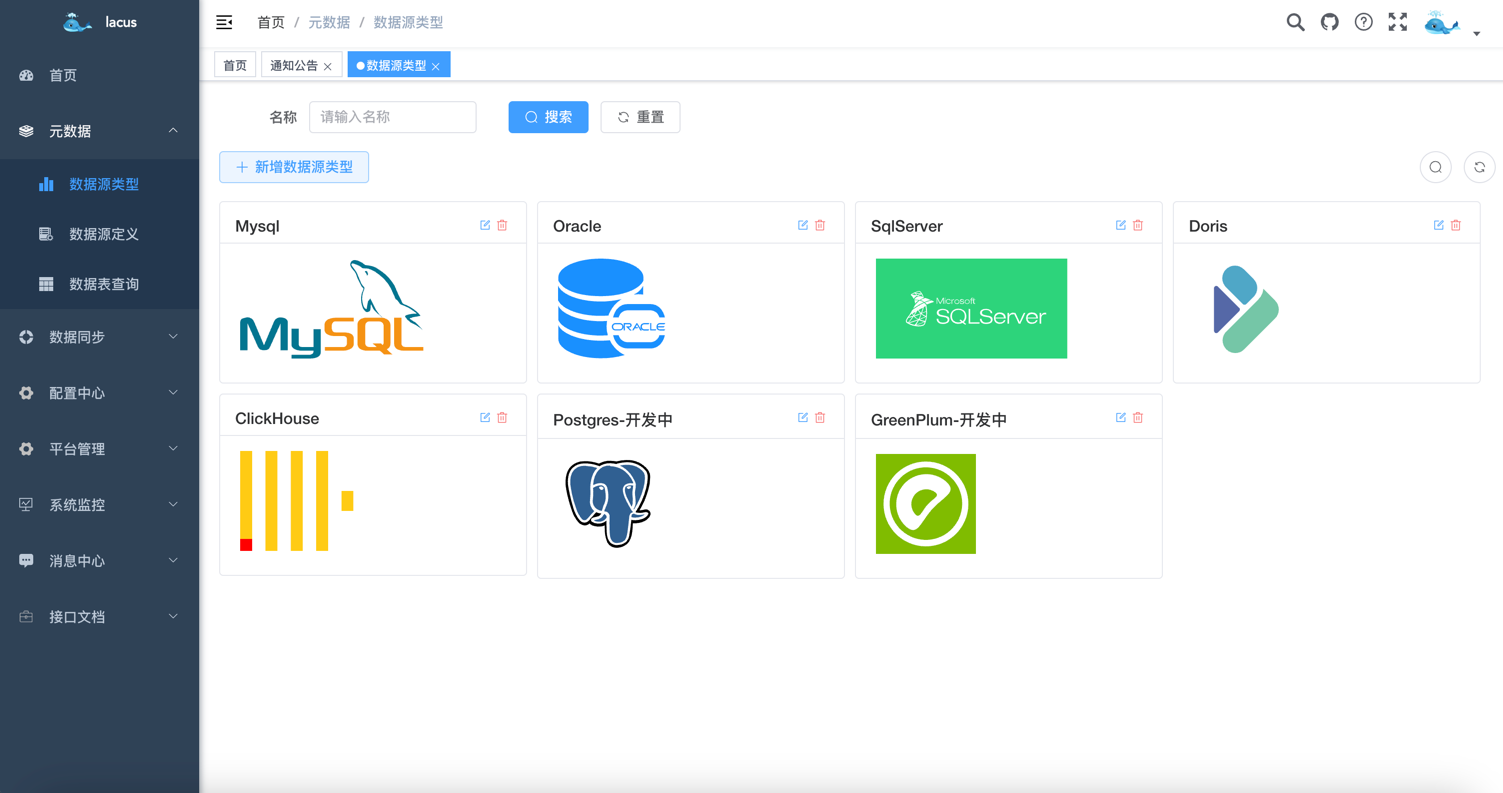 lacus
首页
元数据
数据源类型
数据源定义
数据表查询
数据同步
配置中心
平台管理
系统监控
消息中心
接口文档
首页 / 元数据 / 数据源类型
首页 通知公告 数据源类型
名称 请输入名称 搜索 重置
新增数据源类型
Mysql
MySQL
Oracle
ORACLE
SqlServer
Microsoft
SQLServer
Doris
ClickHouse
Postgres-开发中
GreenPlum-开发中